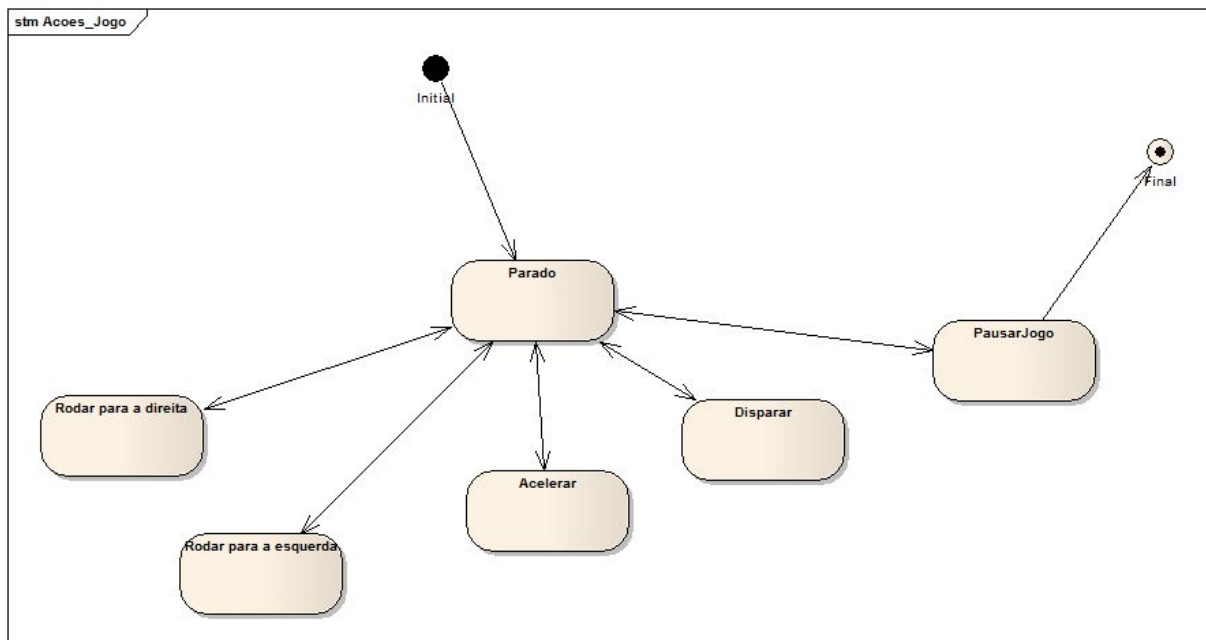 stm Acoes_Jogo
Initial
Final
Parado
PausarJogo
Rodar para a direita
Disparar
Acelerar
Rodar para a esquerda